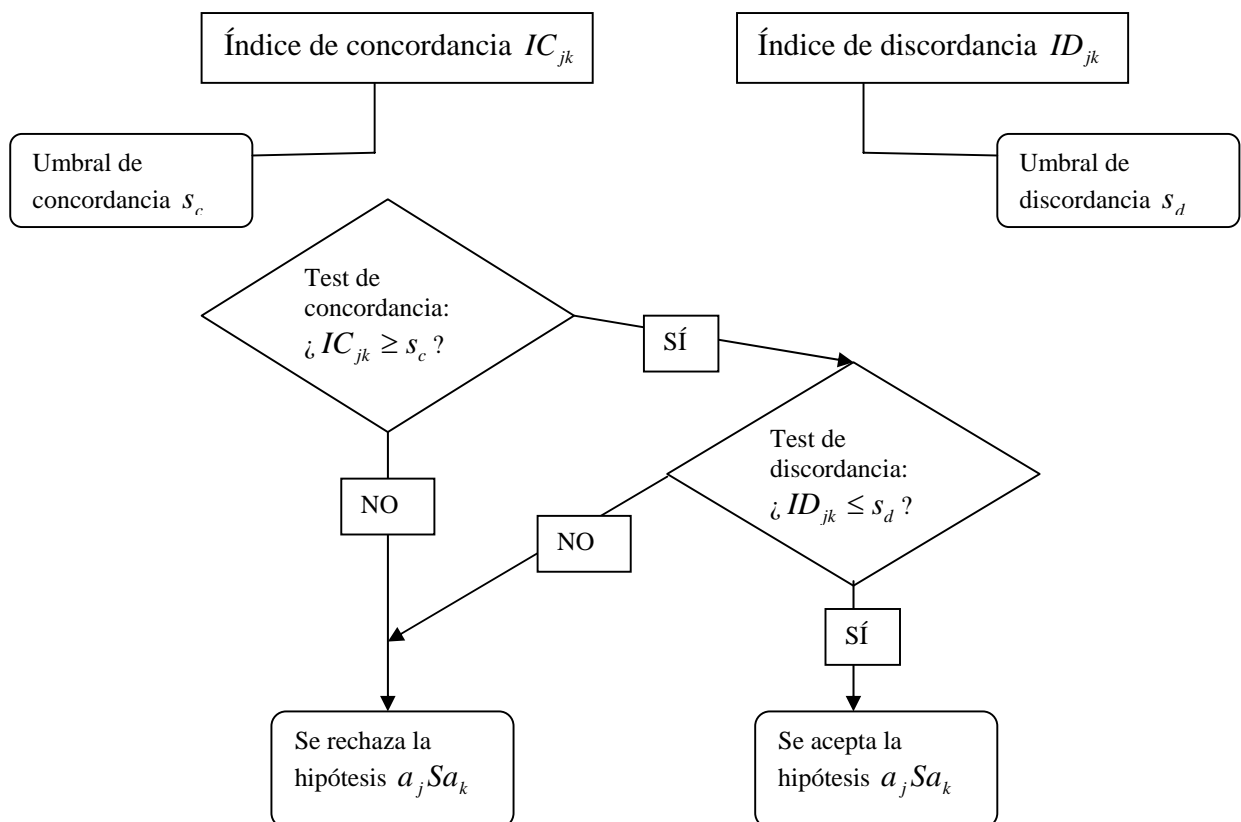 Índice de concordancia IC_jk
Índice de discordancia ID_jk
Umbral de
concordancia s_c
Umbral de
discordancia s_d
Test de
concordancia:
¿ IC_jk ≥ s_c ?
SÍ
Test de
discordancia:
¿ ID_jk ≤ s_d ?
NO
NO
SÍ
Se rechaza la
hipótesis a_j S a_k
Se acepta la
hipótesis a_j S a_k